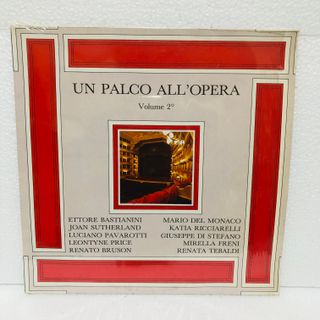 UN PALCO ALL'OPERA
Volume 2º
ETTORE BASTIANINI
JOAN SUTHERLAND
LUCIANO PAVAROTTI
LEONTYNE PRICE
RENATO BRUSON
MARIO DEL MONACO
KATIA RICCIARELLI
GIUSEPPE DI STEFANO
MIRELLA FRENI
RENATA TEBALDI